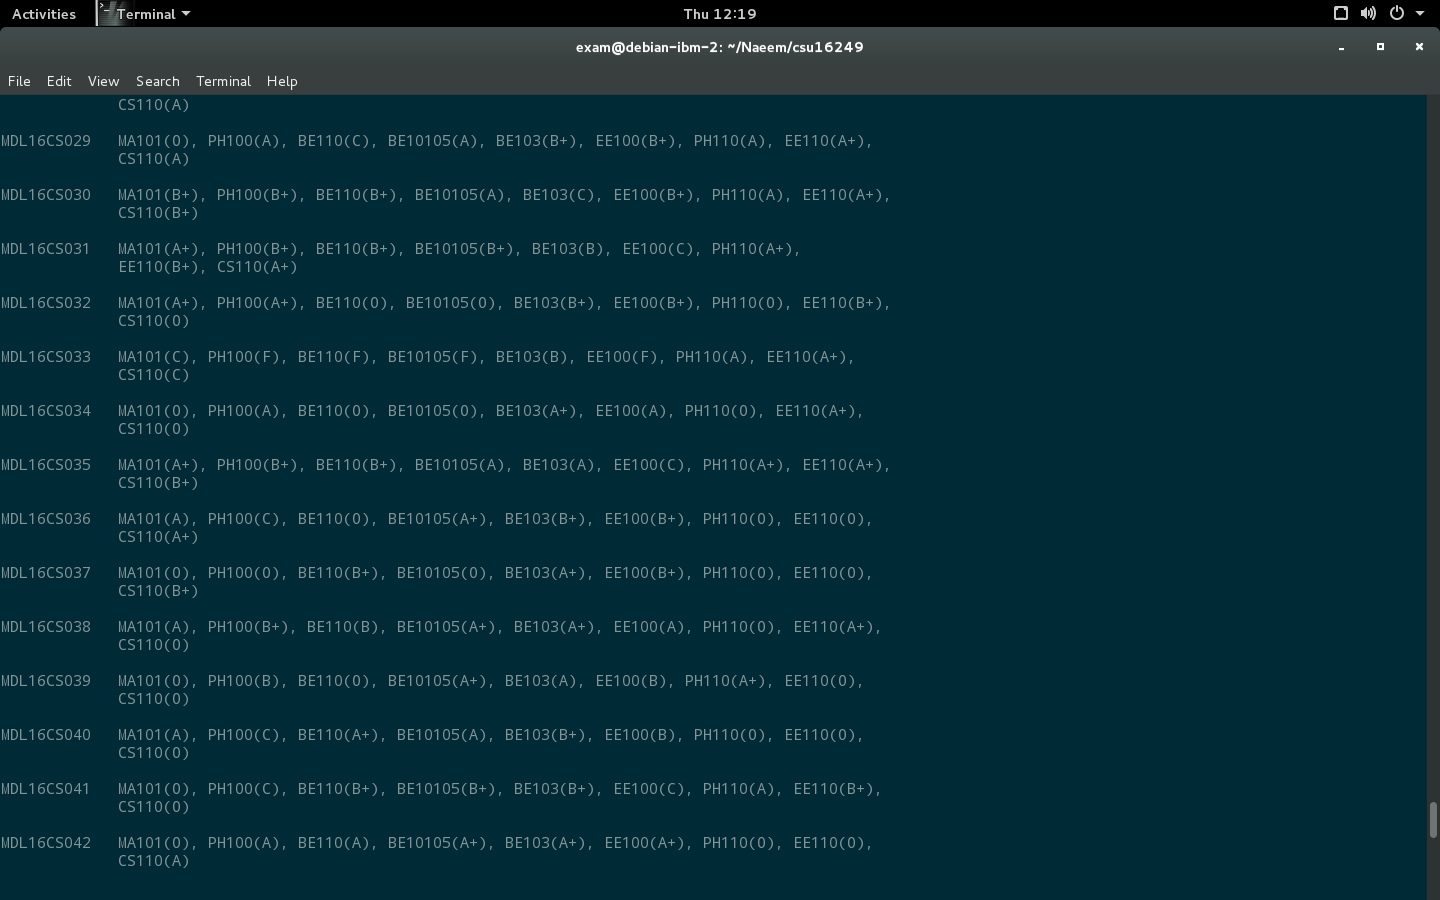 Activities Terminal Thu 12:19
exam@debian-ibm-2: ~/Naeem/csu16249
File Edit View Search Terminal Help
CS110(A)
MDL16CS029 MA101(O), PH100(A), BE110(C), BE10105(A), BE103(B+), EE100(B+), PH110(A), EE110(A+),
CS110(A)
MDL16CS030 MA101(B+), PH100(B+), BE110(B+), BE10105(A), BE103(C), EE100(B+), PH110(A), EE110(A+),
CS110(B+)
MDL16CS031 MA101(A+), PH100(B+), BE110(B+), BE10105(B+), BE103(B), EE100(C), PH110(A+),
EE110(B+), CS110(A+)
MDL16CS032 MA101(A+), PH100(A+), BE110(O), BE10105(O), BE103(B+), EE100(B+), PH110(O), EE110(B+),
CS110(O)
MDL16CS033 MA101(C), PH100(F), BE110(F), BE10105(F), BE103(B), EE100(F), PH110(A), EE110(A+),
CS110(C)
MDL16CS034 MA101(O), PH100(A), BE110(O), BE10105(O), BE103(A+), EE100(A), PH110(O), EE110(A+),
CS110(O)
MDL16CS035 MA101(A+), PH100(B+), BE110(B+), BE10105(A), BE103(A), EE100(C), PH110(A+), EE110(A+),
CS110(B+)
MDL16CS036 MA101(A), PH100(C), BE110(O), BE10105(A+), BE103(B+), EE100(B+), PH110(O), EE110(O),
CS110(A+)
MDL16CS037 MA101(O), PH100(O), BE110(B+), BE10105(O), BE103(A+), EE100(B+), PH110(O), EE110(O),
CS110(B+)
MDL16CS038 MA101(A), PH100(B+), BE110(B), BE10105(A+), BE103(A+), EE100(A), PH110(O), EE110(A+),
CS110(O)
MDL16CS039 MA101(O), PH100(B), BE110(O), BE10105(A+), BE103(A), EE100(B), PH110(A+), EE110(O),
CS110(O)
MDL16CS040 MA101(A), PH100(C), BE110(A+), BE10105(A), BE103(B+), EE100(B), PH110(O), EE110(O),
CS110(O)
MDL16CS041 MA101(O), PH100(C), BE110(B+), BE10105(B+), BE103(B+), EE100(C), PH110(A), EE110(B+),
CS110(O)
MDL16CS042 MA101(O), PH100(A), BE110(A), BE10105(A+), BE103(A+), EE100(A+), PH110(O), EE110(O),
CS110(A)